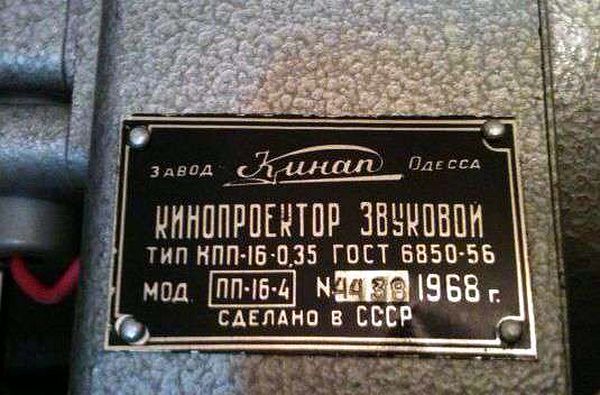 ЗАВОД Кинап ОДЕССА
КИНОПРОЕКТОР ЗВУКОВОЙ
ТИП КПП-16-0,35 ГОСТ 6850-56
МОД. ПП-16-4 N 4438 1968 г.
СДЕЛАНО В СССР